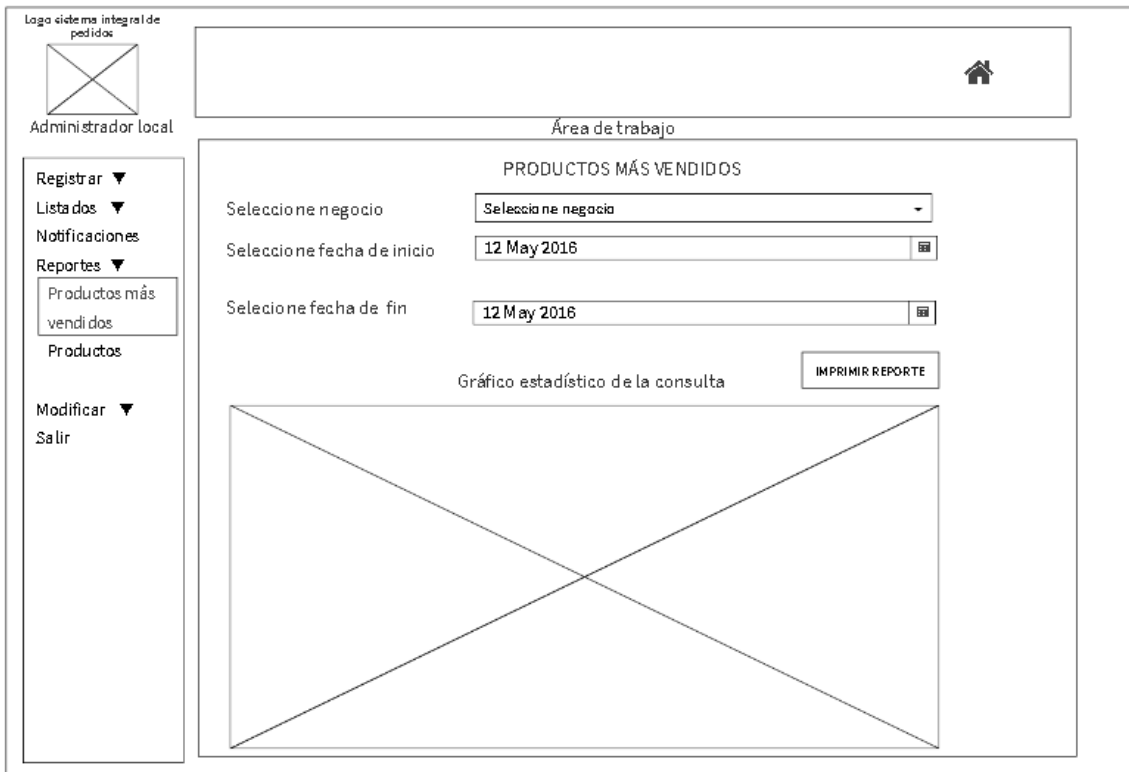 Logo sistema integral de
pedidos
Administrador local
Área de trabajo
Registrar ▼
Listados ▼
Notificaciones
Reportes ▼
Productos más
vendidos
Productos
Modificar ▼
Salir
PRODUCTOS MÁS VENDIDOS
Seleccione negocio
Seleccione negocio
Seleccione fecha de inicio
12 May 2016
Selecione fecha de fin
12 May 2016
IMPRIMIR REPORTE
Gráfico estadístico de la consulta